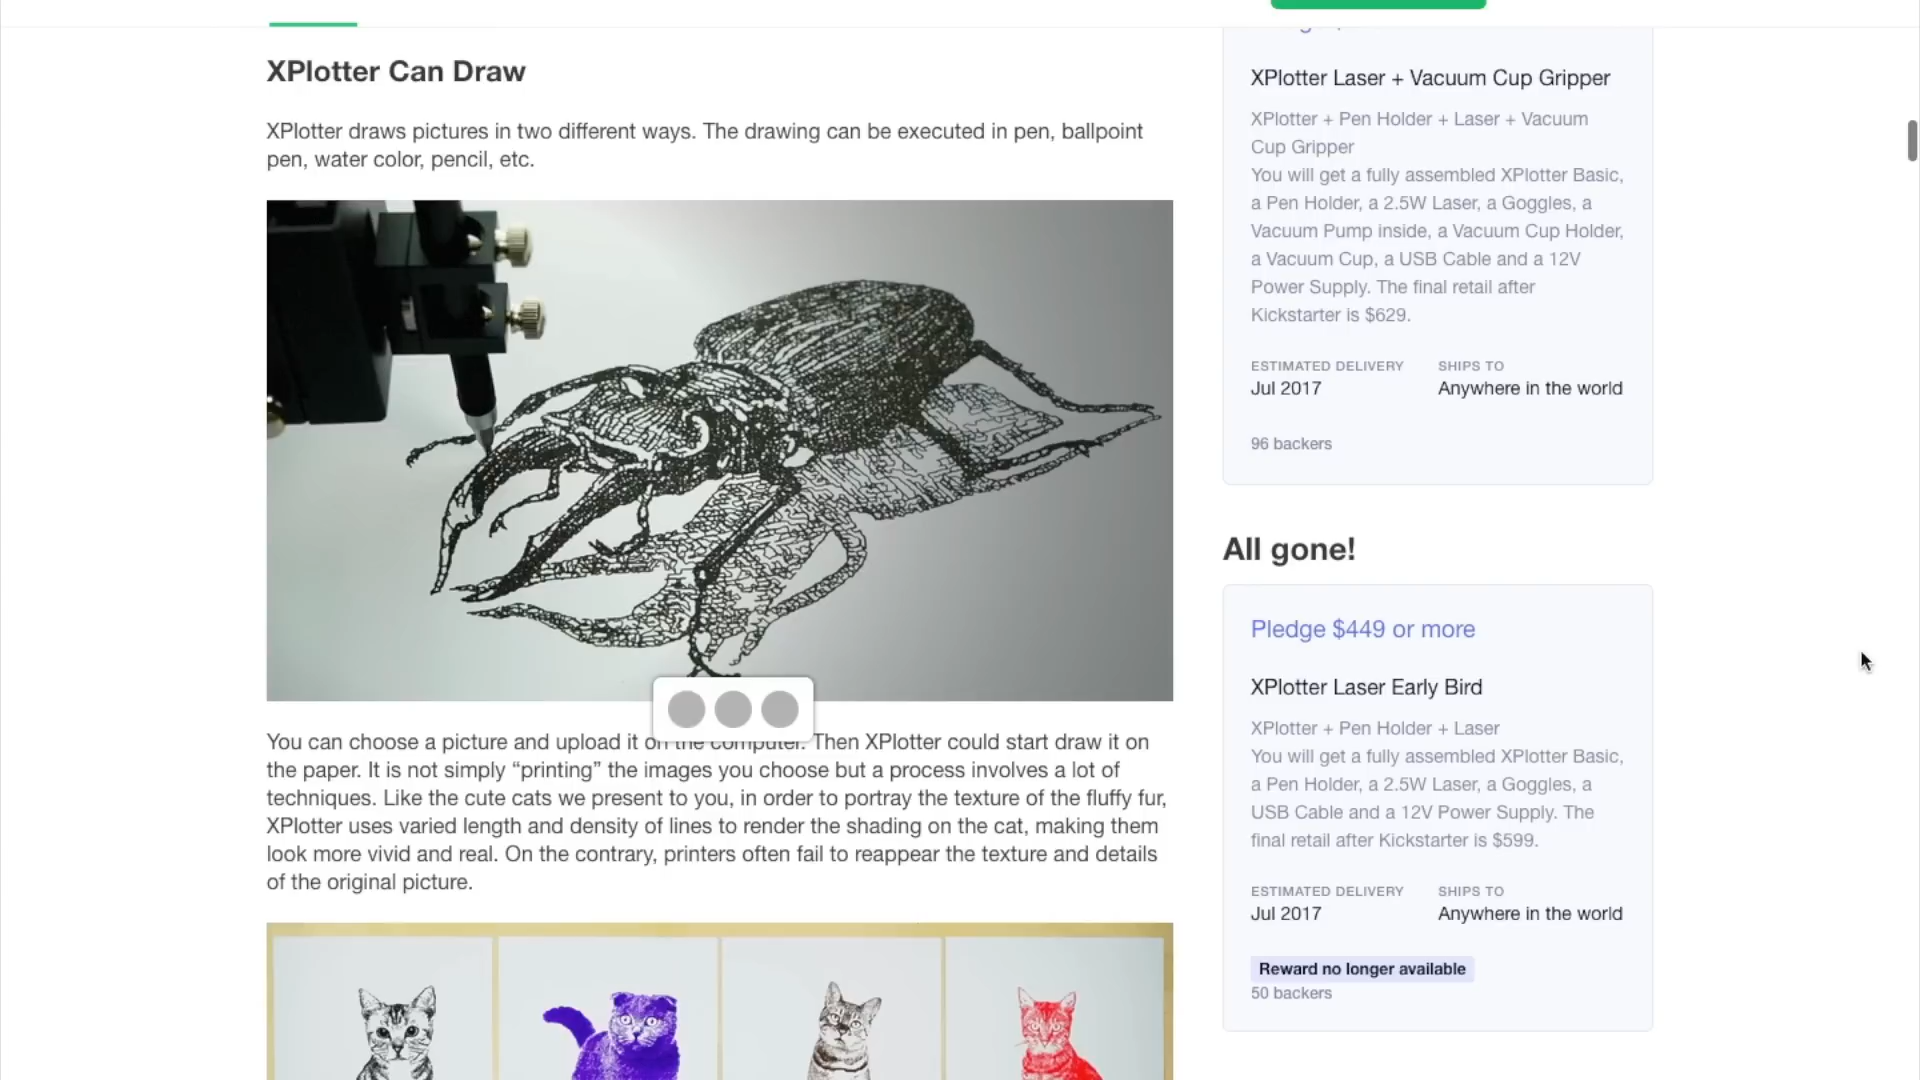 XPlotter Can Draw
XPlotter draws pictures in two different ways. The drawing can be executed in pen, ballpoint
pen, water color, pencil, etc.
You can choose a picture and upload it on the computer. Then XPlotter could start draw it on
the paper. It is not simply “printing” the images you choose but a process involves a lot of
techniques. Like the cute cats we present to you, in order to portray the texture of the fluffy fur,
XPlotter uses varied length and density of lines to render the shading on the cat, making them
look more vivid and real. On the contrary, printers often fail to reappear the texture and details
of the original picture.
XPlotter Laser + Vacuum Cup Gripper
XPlotter + Pen Holder + Laser + Vacuum
Cup Gripper
You will get a fully assembled XPlotter Basic,
a Pen Holder, a 2.5W Laser, a Goggles, a
Vacuum Pump inside, a Vacuum Cup Holder,
a Vacuum Cup, a USB Cable and a 12V
Power Supply. The final retail after
Kickstarter is $629.
ESTIMATED DELIVERY SHIPS TO
Jul 2017 Anywhere in the world
96 backers
All gone!
Pledge $449 or more
XPlotter Laser Early Bird
XPlotter + Pen Holder + Laser
You will get a fully assembled XPlotter Basic,
a Pen Holder, a 2.5W Laser, a Goggles, a
USB Cable and a 12V Power Supply. The
final retail after Kickstarter is $599.
ESTIMATED DELIVERY SHIPS TO
Jul 2017 Anywhere in the world
Reward no longer available
50 backers